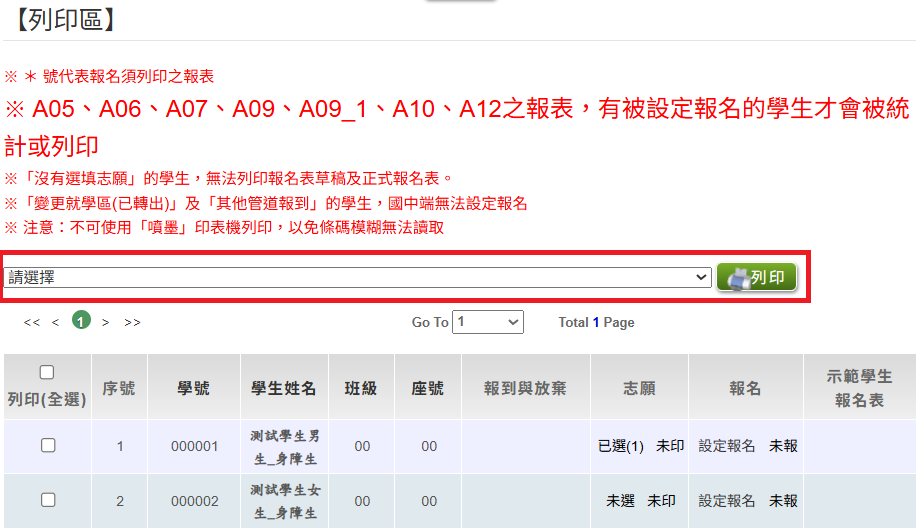 【列印區】
※ ＊ 號代表報名須列印之報表
※ A05、A06、A07、A09、A09_1、A10、A12之報表，有被設定報名的學生才會被統
計或列印
※「沒有選填志願」的學生，無法列印報名表草稿及正式報名表。
※「變更就學區(已轉出)」及「其他管道報到」的學生，國中端無法設定報名
※ 注意：不可使用「噴墨」印表機列印，以免條碼模糊無法讀取
請選擇 列印
<< < 1 > >> Go To 1 Total 1 Page
列印(全選) 序號 學號 學生姓名 班級 座號 報到與放棄 志願 報名 示範學生
報名表
1 000001 測試學生男
生_身障生 00 00 已選(1) 未印 設定報名 未報
2 000002 測試學生女
生_身障生 00 00 未選 未印 設定報名 未報